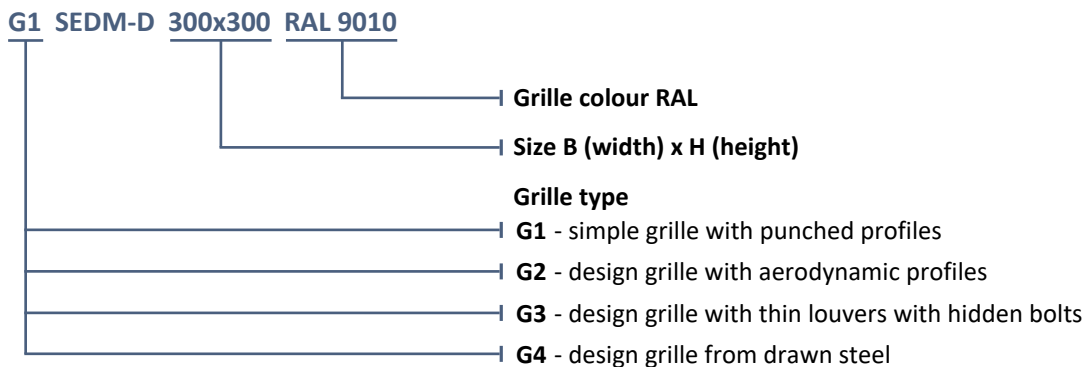 G1 SEDM-D 300x300 RAL 9010
Grille colour RAL
Size B (width) x H (height)
Grille type
G1 - simple grille with punched profiles
G2 - design grille with aerodynamic profiles
G3 - design grille with thin louvers with hidden bolts
G4 - design grille from drawn steel